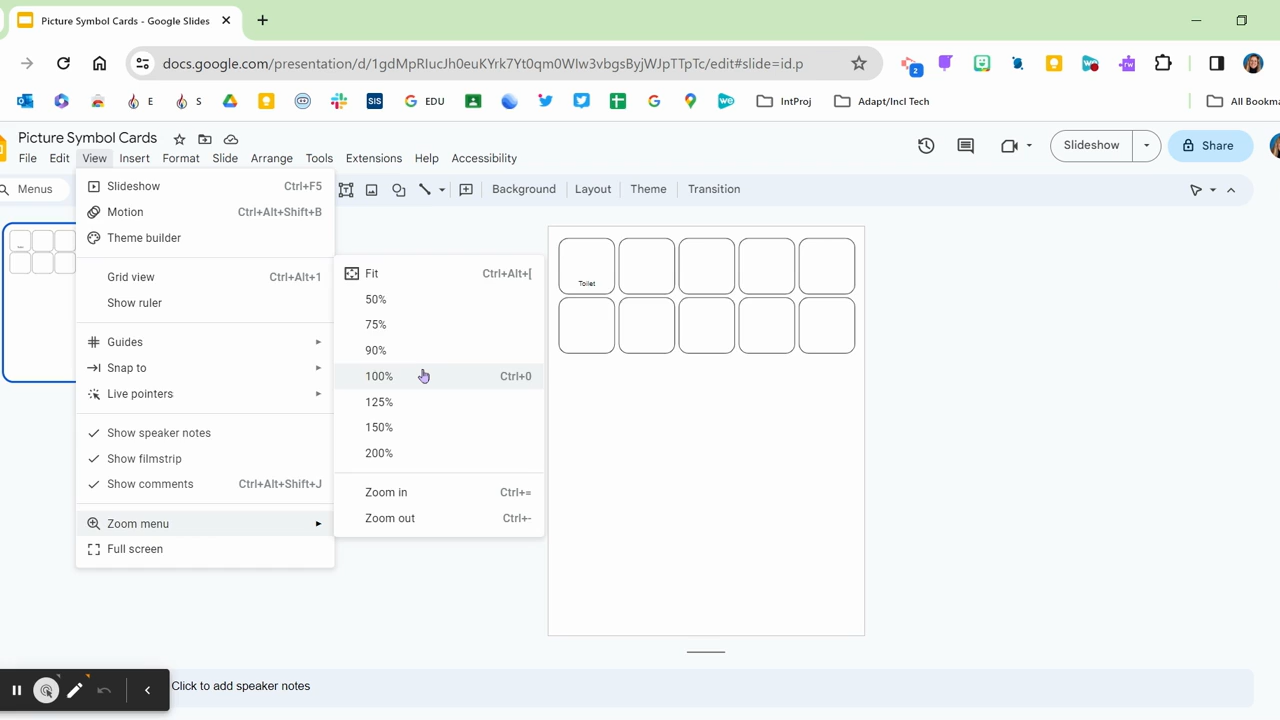 Picture Symbol Cards - Google Slides
docs.google.com/presentation/d/1gdMpRlucJh0euKYrk7Yt0qm0WIw3vbgsByjWJpTTpTc/edit#slide=id.p
2
E
S
SIS
EDU
we
IntProj
Adapt/Incl Tech
All Bookma
Picture Symbol Cards
File Edit View Insert Format Slide Arrange Tools Extensions Help Accessibility
Slideshow
Share
Menus
Background
Layout
Theme
Transition
Slideshow Ctrl+F5
Motion Ctrl+Alt+Shift+B
Theme builder
Grid view Ctrl+Alt+1
Show ruler
Guides
Snap to
Live pointers
Show speaker notes
Show filmstrip
Show comments Ctrl+Alt+Shift+J
Zoom menu
Full screen
Fit Ctrl+Alt+[
50%
75%
90%
100% Ctrl+0
125%
150%
200%
Zoom in Ctrl+=
Zoom out Ctrl+-
Toilet
Click to add speaker notes